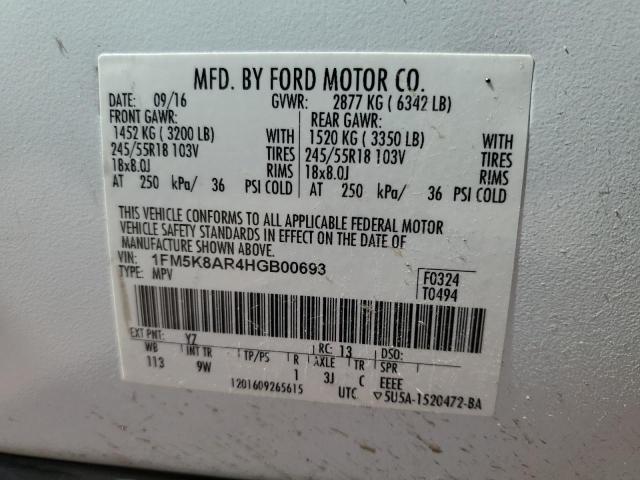 MFD. BY FORD MOTOR CO.
DATE: 09/16 GVWR: 2877 KG ( 6342 LB)
FRONT GAWR: REAR GAWR:
1452 KG ( 3200 LB) WITH 1520 KG ( 3350 LB) WITH
245/55R18 103V TIRES 245/55R18 103V TIRES
18x8.0J RIMS 18x8.0J RIMS
AT 250 kPa/ 36 PSI COLD AT 250 kPa/ 36 PSI COLD
THIS VEHICLE CONFORMS TO ALL APPLICABLE FEDERAL MOTOR
VEHICLE SAFETY STANDARDS IN EFFECT ON THE DATE OF
MANUFACTURE SHOWN ABOVE.
VIN: 1FM5K8AR4HGB00693
TYPE: MPV
F0324
T0494
EXT PNT: YZ RC: 13 DSO:
WB INT TR TP/PS R AXLE TR SPR
113 9W 1 3J C EEEE
1201609265615 UTC ▽5U5A-1520472-BA